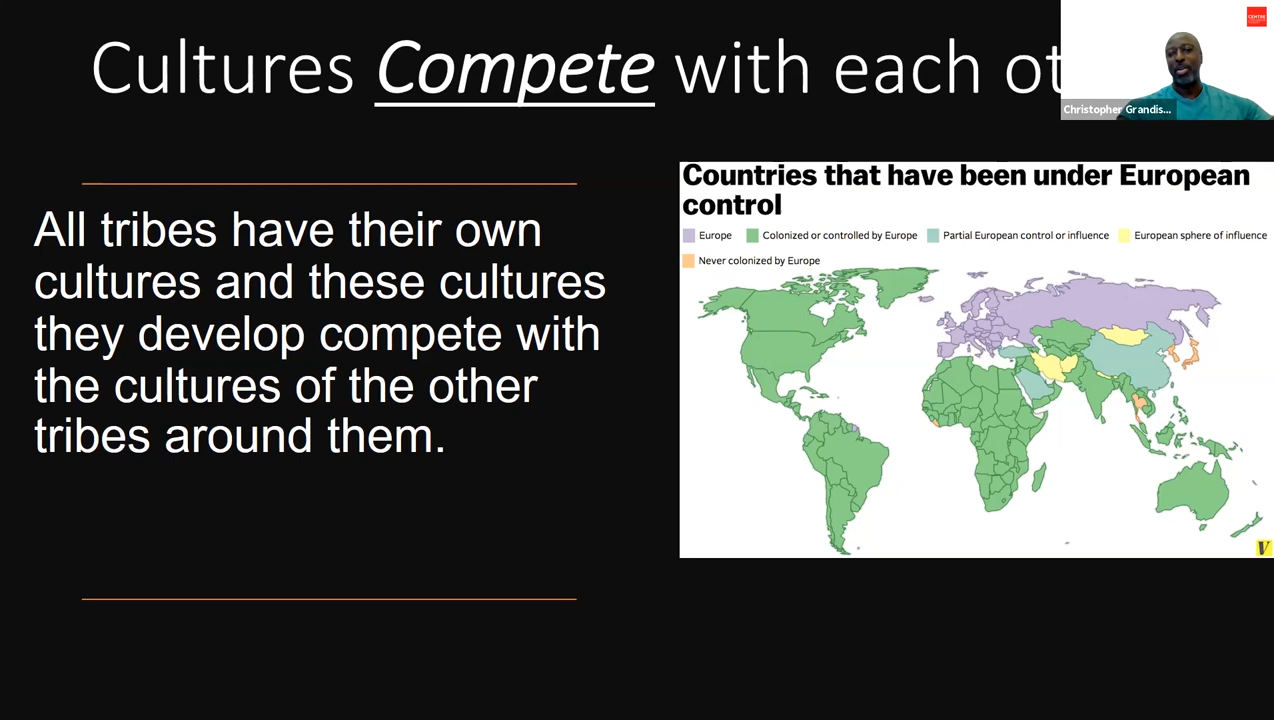 Cultures Compete with each ot
CENTRE
Christopher Grandis...
All tribes have their own
cultures and these cultures
they develop compete with
the cultures of the other
tribes around them.
Countries that have been under European
control
Europe Colonized or controlled by Europe Partial European control or influence European sphere of influence
Never colonized by Europe
V